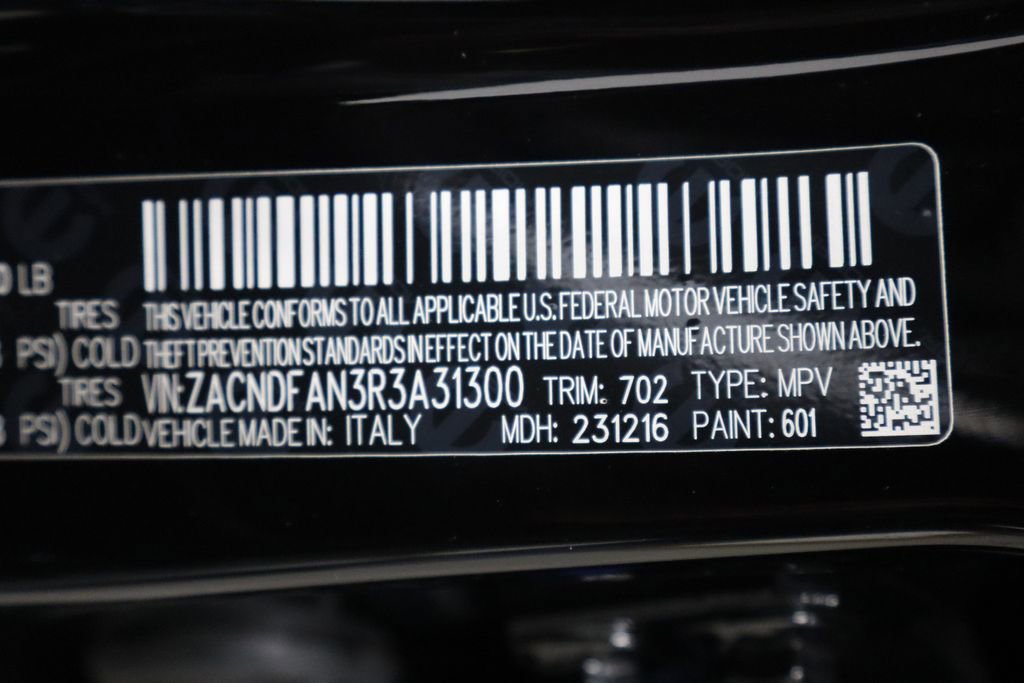 0 LB
TIRES THIS VEHICLE CONFORMS TO ALL APPLICABLE U.S. FEDERAL MOTOR VEHICLE SAFETY AND
PSI) COLD THEFT PREVENTION STANDARDS IN EFFECT ON THE DATE OF MANUFACTURE SHOWN ABOVE.
TIRES VIN: ZACNDFAN3R3A31300 TRIM: 702 TYPE: MPV
PSI) COLD VEHICLE MADE IN: ITALY MDH: 231216 PAINT: 601